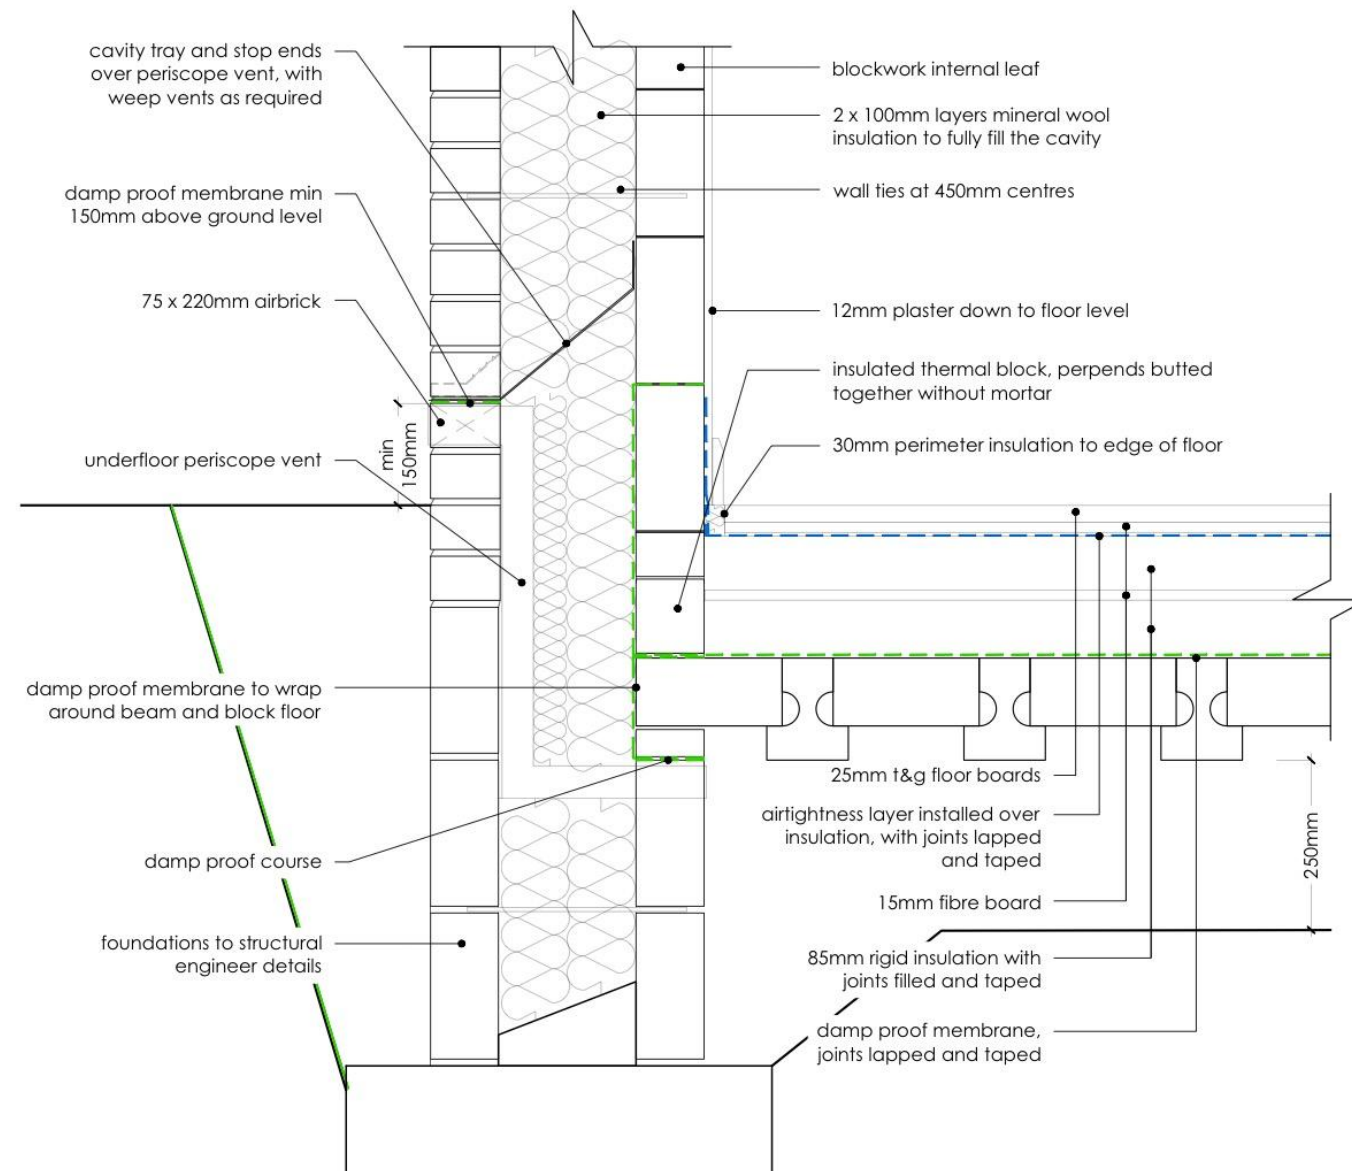 cavity tray and stop ends
over periscope vent, with
weep vents as required
damp proof membrane min
150mm above ground level
75 x 220mm airbrick
min
150mm
underfloor periscope vent
damp proof membrane to wrap
around beam and block floor
damp proof course
foundations to structural
engineer details
blockwork internal leaf
2 x 100mm layers mineral wool
insulation to fully fill the cavity
wall ties at 450mm centres
12mm plaster down to floor level
insulated thermal block, perpends butted
together without mortar
30mm perimeter insulation to edge of floor
25mm t&g floor boards
airtightness layer installed over
insulation, with joints lapped
and taped
15mm fibre board
85mm rigid insulation with
joints filled and taped
damp proof membrane,
joints lapped and taped
250mm